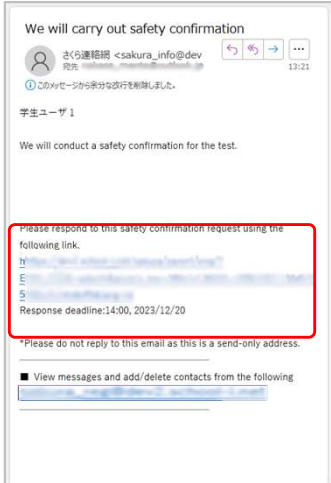 We will carry out safety confirmation
さくら連絡網 <sakura_info@dev
宛先
13:21
このメッセージから余分な改行を削除しました。
学生ユーザ 1
We will conduct a safety confirmation for the test.
Please respond to this safety confirmation request using the
following link.
Response deadline:14:00, 2023/12/20
*Please do not reply to this email as this is a send-only address.
■ View messages and add/delete contacts from the following